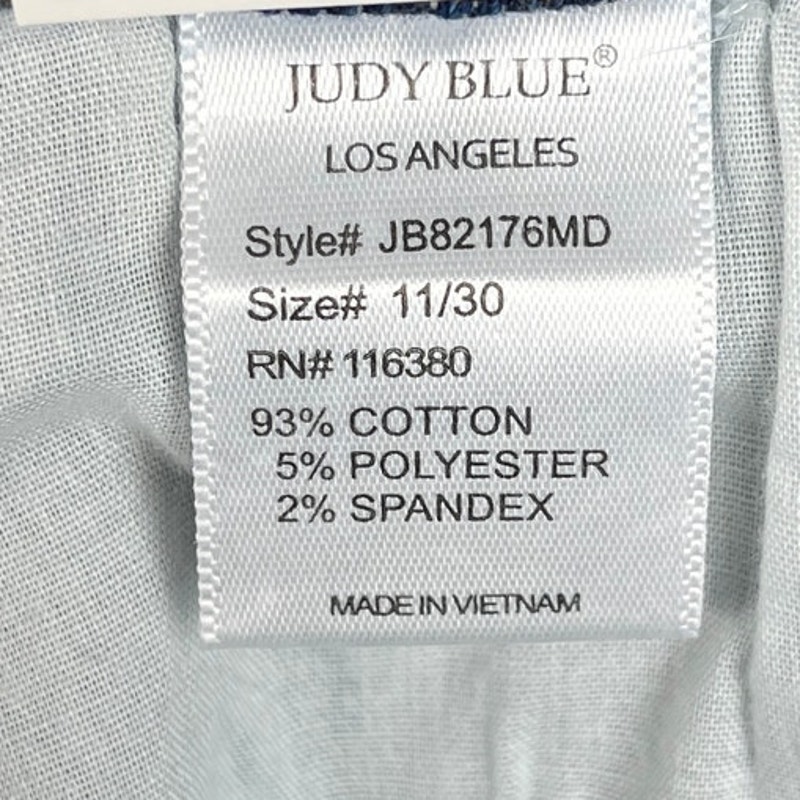 JUDY BLUE®
LOS ANGELES
Style# JB82176MD
Size# 11/30
RN# 116380
93% COTTON
5% POLYESTER
2% SPANDEX
MADE IN VIETNAM